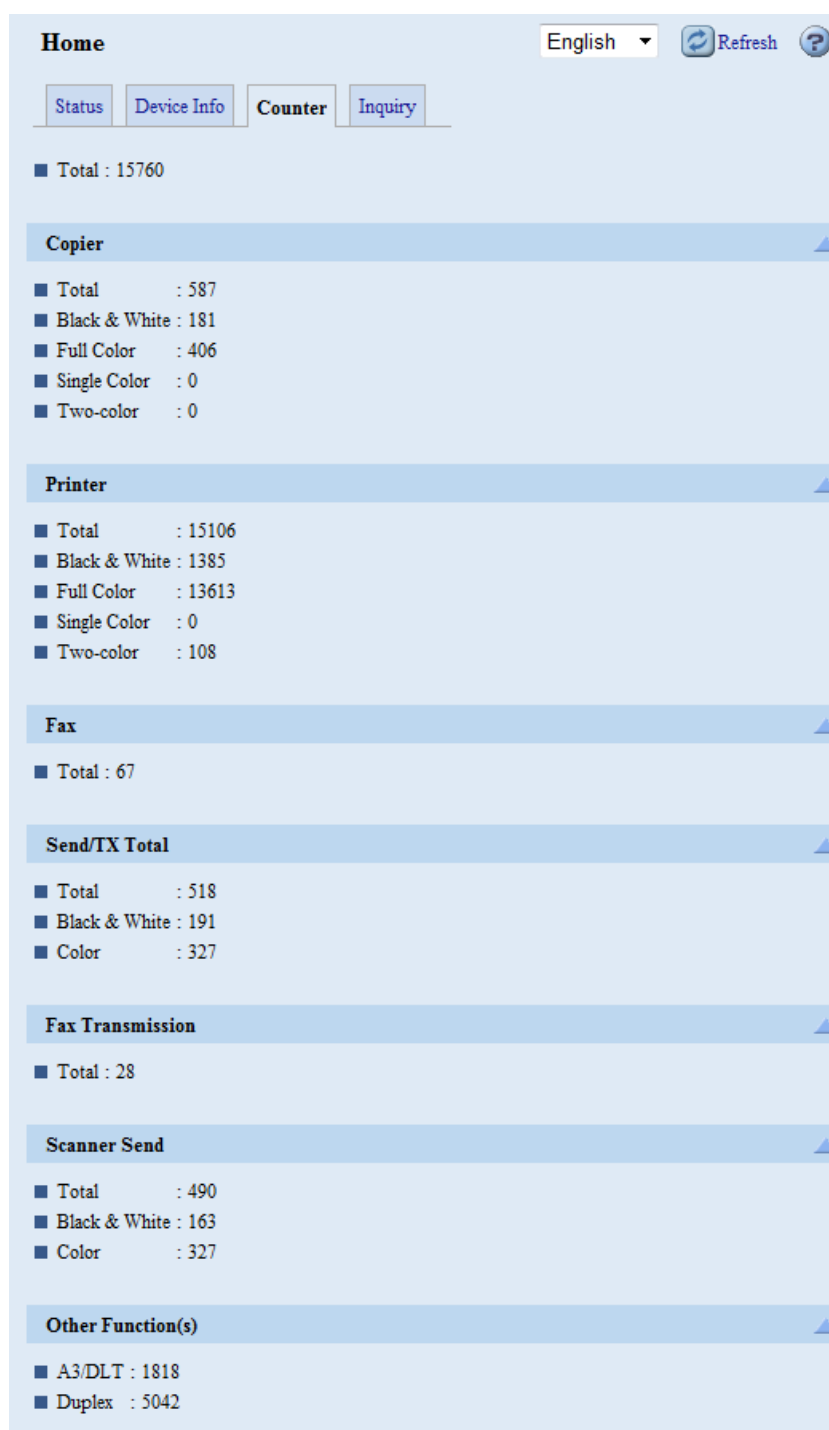 Home English Refresh ?
Status Device Info Counter Inquiry
Total : 15760
Copier
Total : 587
Black & White : 181
Full Color : 406
Single Color : 0
Two-color : 0
Printer
Total : 15106
Black & White : 1385
Full Color : 13613
Single Color : 0
Two-color : 108
Fax
Total : 67
Send/TX Total
Total : 518
Black & White : 191
Color : 327
Fax Transmission
Total : 28
Scanner Send
Total : 490
Black & White : 163
Color : 327
Other Function(s)
A3/DLT : 1818
Duplex : 5042